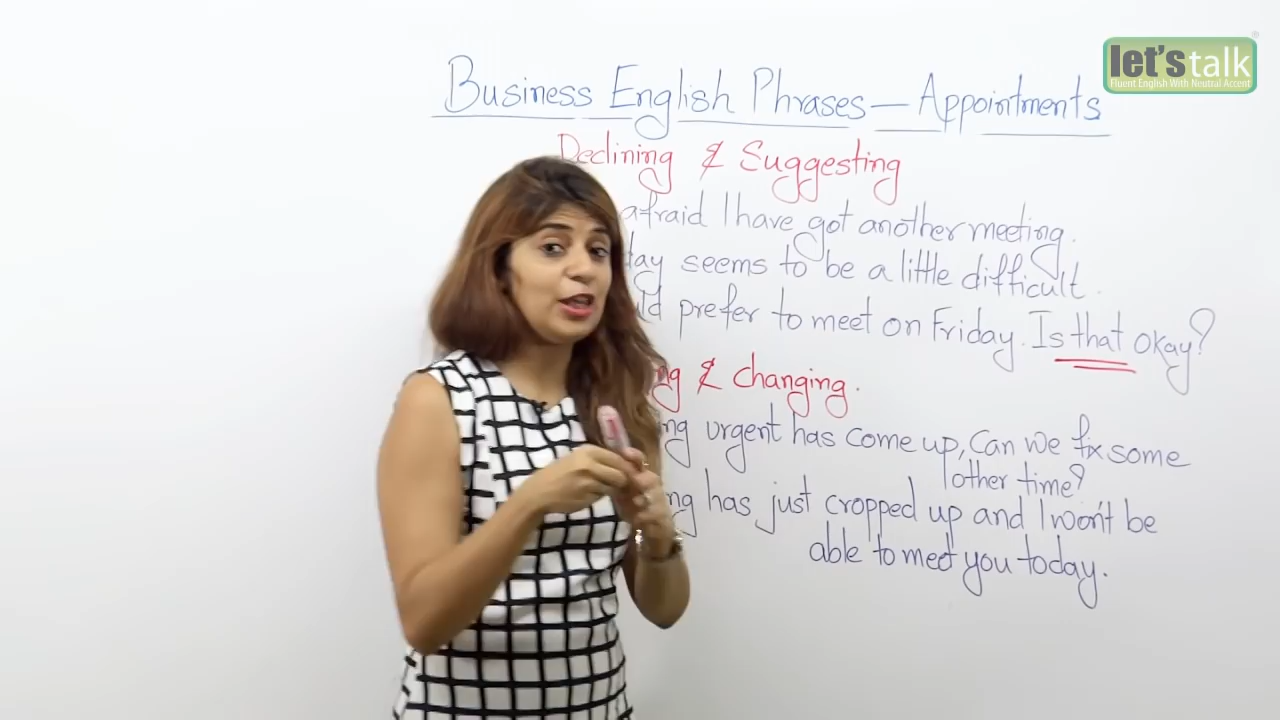 let's talk
Fluent English With Neutral Accent
Business English Phrases – Appointments
Declining & Suggesting
afraid I have got another meeting.
seems to be a little difficult.
prefer to meet on Friday. Is that okay?
& changing.
urgent has come up, Can we fix some
other time?
has just cropped up and I won't be
able to meet you today.